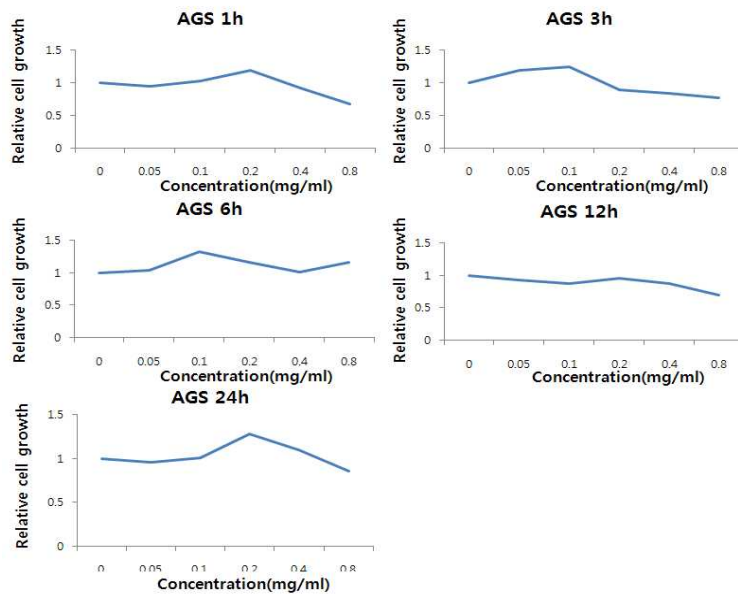 AGS 1h
Relative cell growth
1.5
1
0.5
0
0 0.05 0.1 0.2 0.4 0.8
Concentration(mg/ml)
AGS 3h
Relative cell growth
1.5
1
0.5
0
0 0.05 0.1 0.2 0.4 0.8
Concentration(mg/ml)
AGS 6h
Relative cell growth
1.5
1
0.5
0
0 0.05 0.1 0.2 0.4 0.8
Concentration(mg/ml)
AGS 12h
Relative cell growth
1.5
1
0.5
0
0 0.05 0.1 0.2 0.4 0.8
Concentration(mg/ml)
AGS 24h
Relative cell growth
1.5
1
0.5
0
0 0.05 0.1 0.2 0.4 0.8
Concentration(mg/ml)